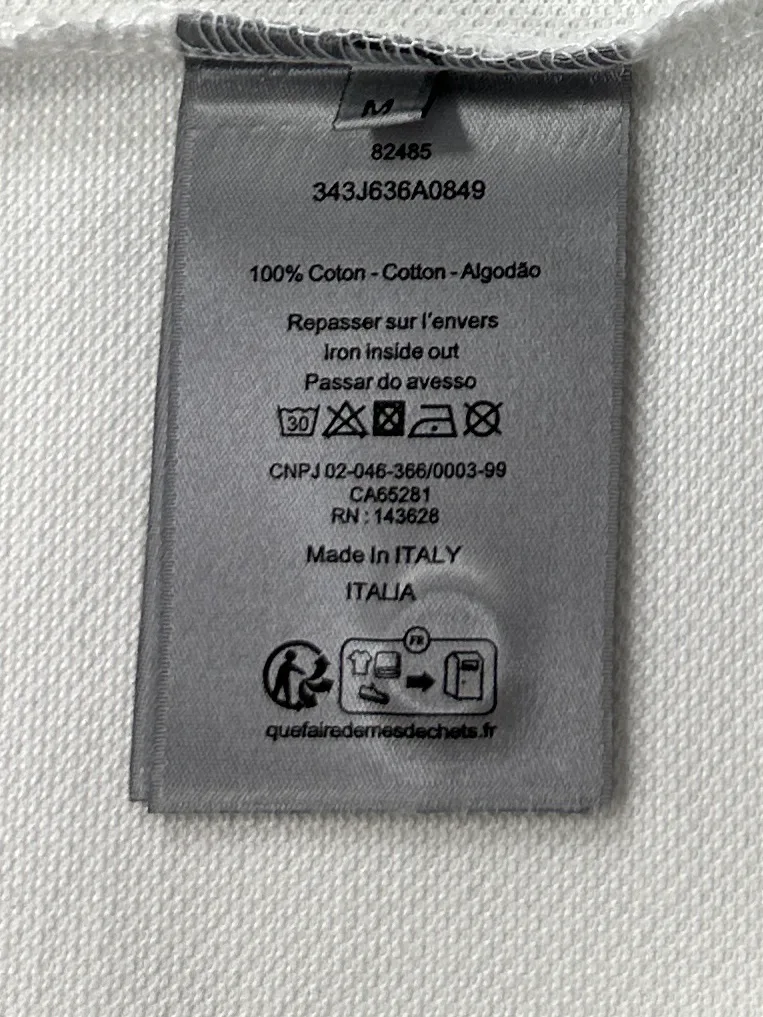 M
82485
343J636A0849
100% Coton - Cotton - Algodão
Repasser sur l'envers
Iron inside out
Passar do avesso
30
CNPJ 02-046-366/0003-99
CA65281
RN : 143628
Made In ITALY
ITALIA
FR
quefairedemesdechets.fr